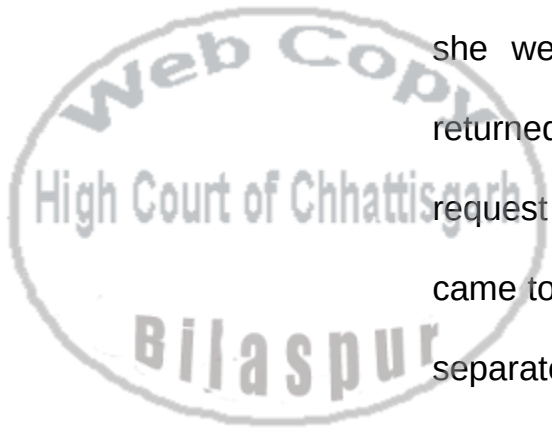 Web Copy
High Court of Chhattisgarh
Bilaspur
she we
returned
request
came to
separate